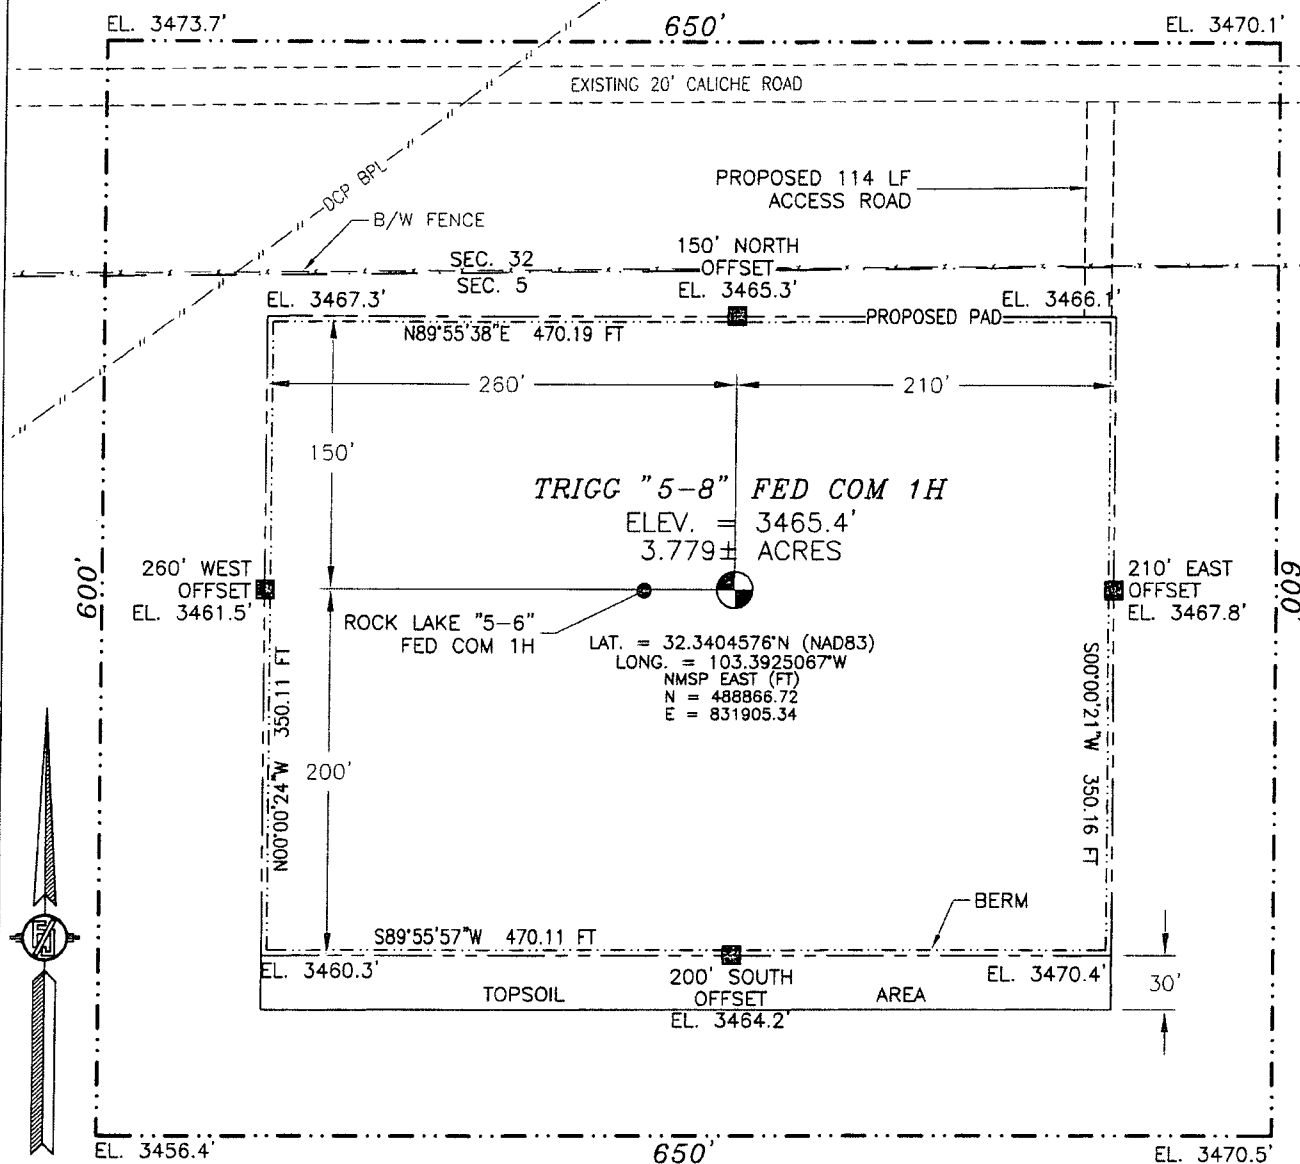 EL. 3473.7'
650'
EL. 3470.1'
EXISTING 20' CALICHE ROAD
DCP BPL
B/W FENCE
PROPOSED 114 LF
ACCESS ROAD
SEC. 32
SEC. 5
150' NORTH
OFFSET
EL. 3465.3'
EL. 3467.3'
EL. 3466.1'
PROPOSED PAD
N89°55'38"E 470.19 FT
260'
210'
150'
TRIGG "5-8" FED COM 1H
ELEV. = 3465.4'
3.779± ACRES
600'
260' WEST
OFFSET
EL. 3461.5'
210' EAST
OFFSET
EL. 3467.8'
600'
ROCK LAKE "5-6"
FED COM 1H
LAT. = 32.3404576°N (NAD83)
LONG. = 103.3925067°W
NMSP EAST (FT)
N = 488866.72
E = 831905.34
N00°00'24"W 350.11 FT
200'
S00°00'21"W 350.16 FT
BERM
S89°55'57"W 470.11 FT
EL. 3460.3'
200' SOUTH
OFFSET
EL. 3464.2'
EL. 3470.4'
30'
TOPSOIL AREA
EL. 3456.4'
650'
EL. 3470.5'